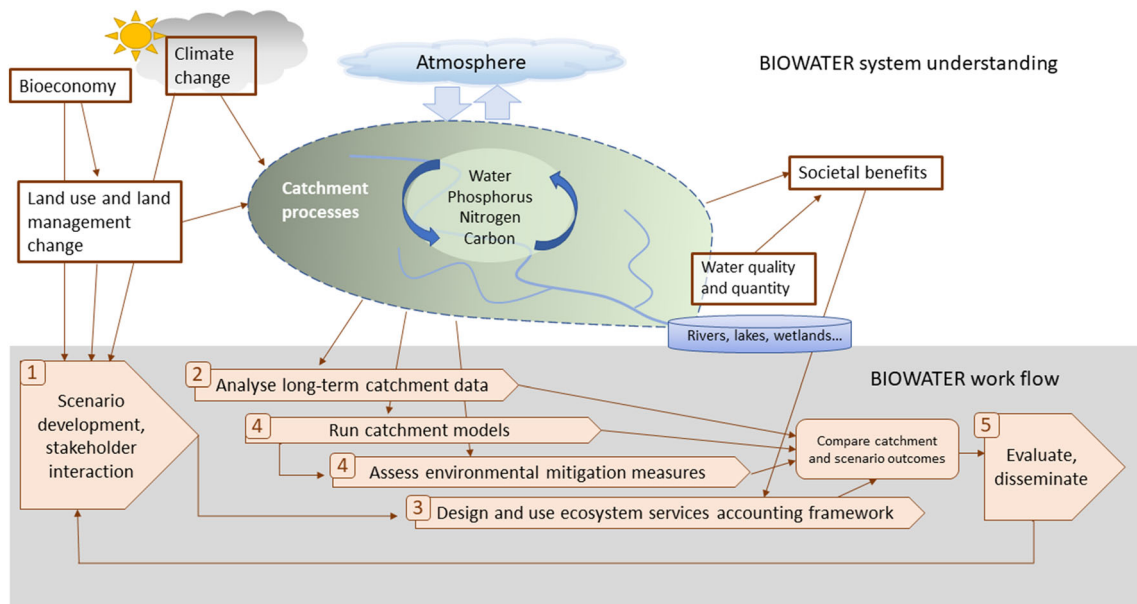 Climate
change
Atmosphere
BIOWATER system understanding
Bioeconomy
Land use and land
management
change
Catchment
processes
Water
Phosphorus
Nitrogen
Carbon
Societal benefits
Water quality
and quantity
Rivers, lakes, wetlands...
BIOWATER work flow
1
Scenario
development,
stakeholder
interaction
2
Analyse long-term catchment data
4
Run catchment models
4
Assess environmental mitigation measures
3
Design and use ecosystem services accounting framework
Compare catchment
and scenario outcomes
5
Evaluate,
disseminate